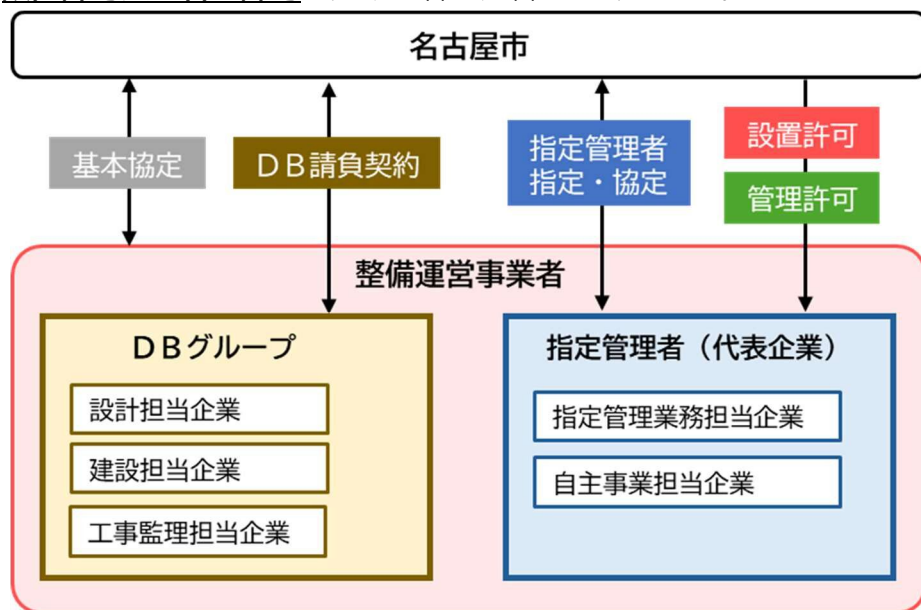 名古屋市
基本協定
ＤＢ請負契約
指定管理者
指定・協定
設置許可
管理許可
整備運営事業者
ＤＢグループ
設計担当企業
建設担当企業
工事監理担当企業
指定管理者（代表企業）
指定管理業務担当企業
自主事業担当企業